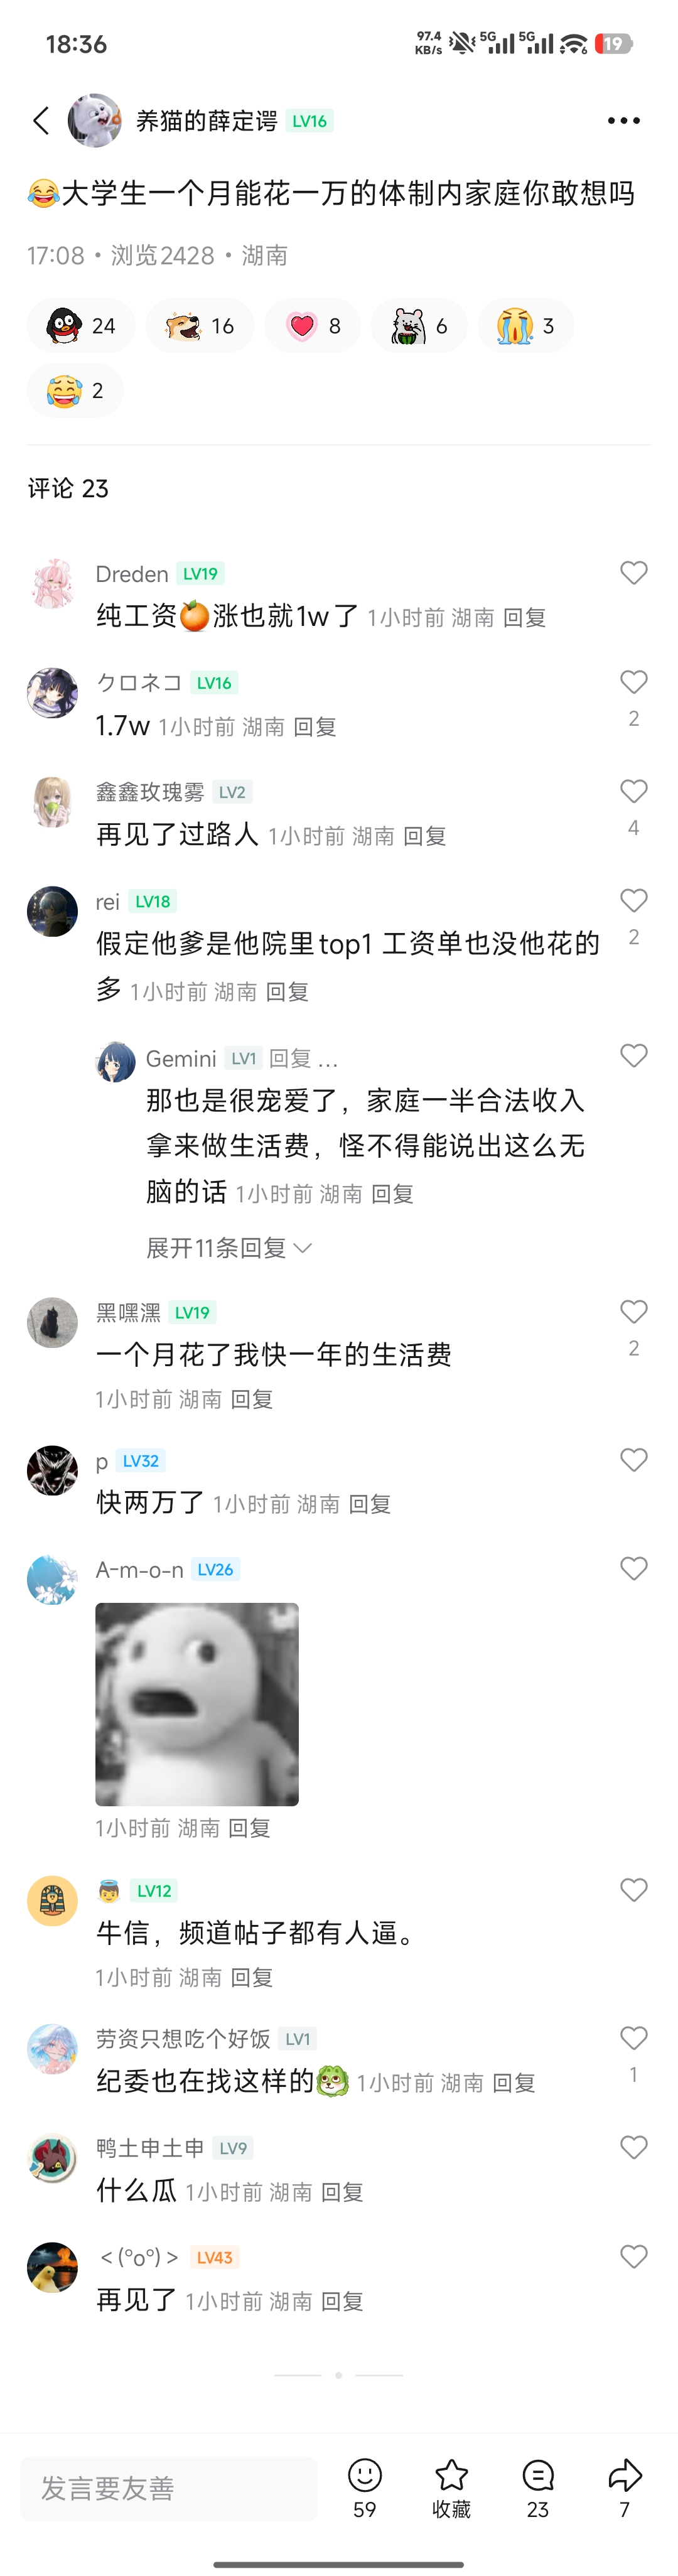 18:36
97.4 KB/s 5G 5G 6 19
养猫的薛定谔 LV16
😂大学生一个月能花一万的体制内家庭你敢想吗
17:08 • 浏览2428 • 湖南
24 16 8 6 3
2
评论 23
Dreden LV19
纯工资🍊涨也就1w了 1小时前 湖南 回复
クロネコ LV16
1.7w 1小时前 湖南 回复
2
鑫鑫玫瑰雾 LV2
再见了过路人 1小时前 湖南 回复
4
rei LV18
假定他爹是他院里top1 工资单也没他花的
2
多 1小时前 湖南 回复
Gemini LV1 回复 ...
那也是很宠爱了，家庭一半合法收入
拿来做生活费，怪不得能说出这么无
脑的话 1小时前 湖南 回复
展开11条回复
黑嘿潶 LV19
一个月花了我快一年的生活费
2
1小时前 湖南 回复
p LV32
快两万了 1小时前 湖南 回复
A-m-o-n LV26
1小时前 湖南 回复
👼 LV12
牛信，频道帖子都有人逼。
1小时前 湖南 回复
劳资只想吃个好饭 LV1
纪委也在找这样的 1小时前 湖南 回复
1
鸭土申土申 LV9
什么瓜 1小时前 湖南 回复
<(°o°)> LV43
再见了 1小时前 湖南 回复
发言要友善
59 收藏 23 7